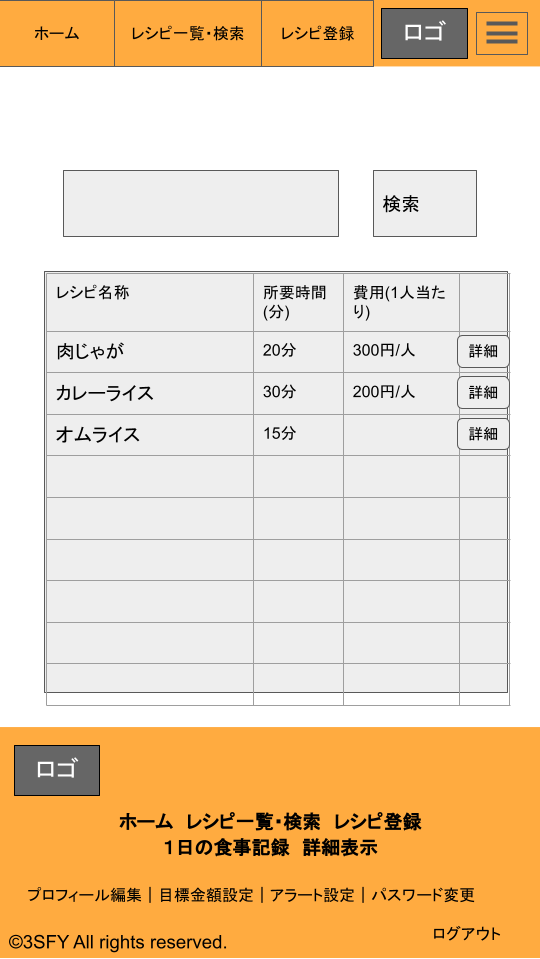 ホーム レシピ一覧・検索 レシピ登録 ロゴ
検索
レシピ名称 所要時間(分) 費用(1人当たり)
肉じゃが 20分 300円/人 詳細
カレーライス 30分 200円/人 詳細
オムライス 15分 詳細
ロゴ
ホーム レシピ一覧・検索 レシピ登録
１日の食事記録 詳細表示
プロフィール編集｜目標金額設定｜アラート設定｜パスワード変更
ログアウト
©3SFY All rights reserved.